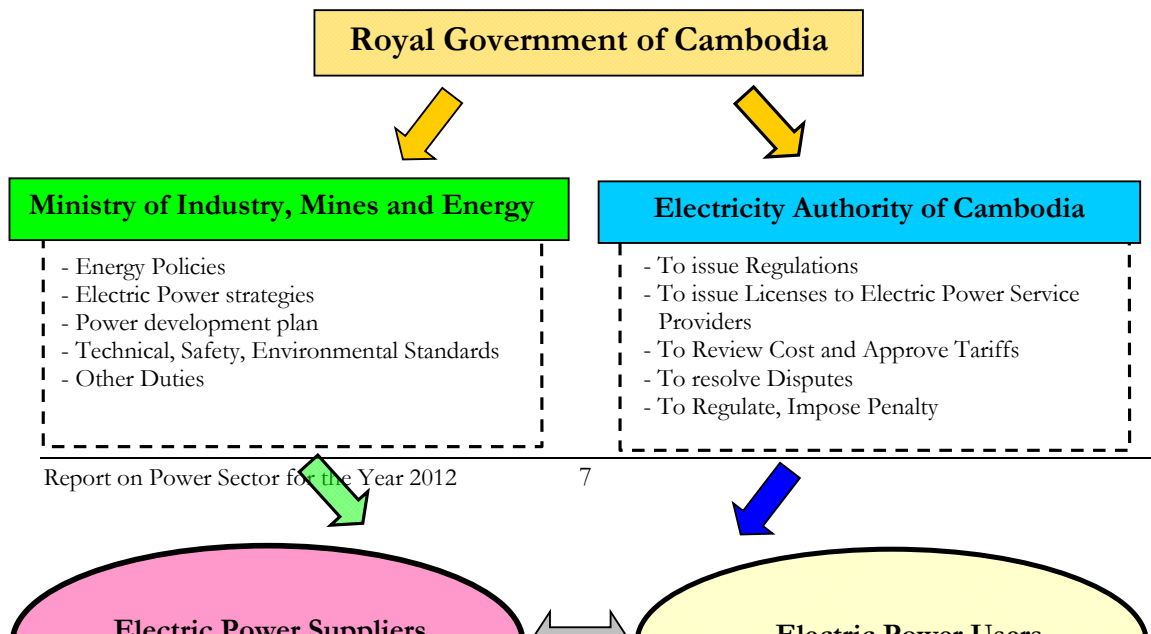 Royal Government of Cambodia
Ministry of Industry, Mines and Energy
- Energy Policies
- Electric Power strategies
- Power development plan
- Technical, Safety, Environmental Standards
- Other Duties
Electricity Authority of Cambodia
- To issue Regulations
- To issue Licenses to Electric Power Service
Providers
- To Review Cost and Approve Tariffs
- To resolve Disputes
- To Regulate, Impose Penalty
Report on Power Sector for the Year 2012 7
Electric Power Suppliers
Electric Power Users